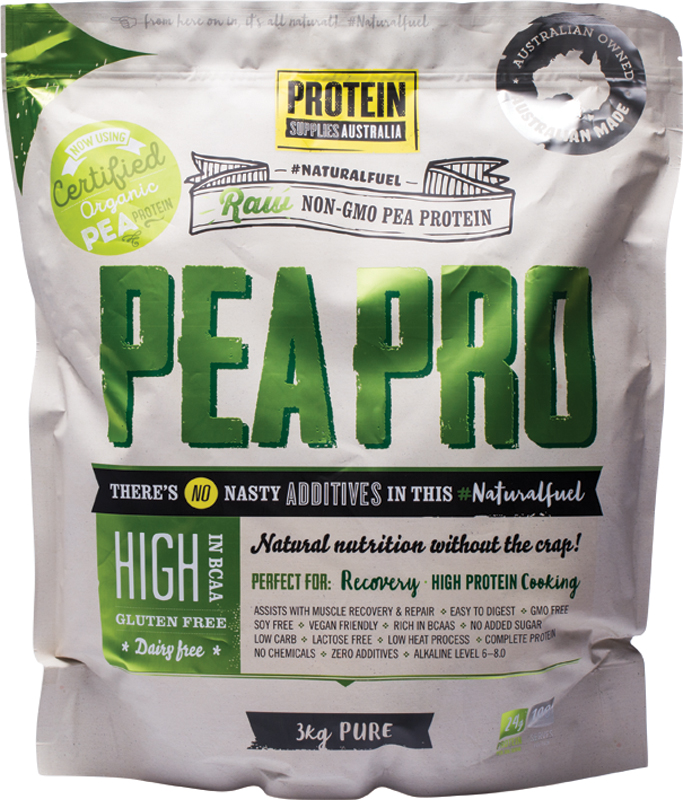 from here on in, it's all natural! #Naturalfuel
AUSTRALIAN OWNED
AUSTRALIAN MADE
PROTEIN
SUPPLIES AUSTRALIA
NOW USING
Certified
Organic
PEA PROTEIN
#NATURALFUEL
Raw NON-GMO PEA PROTEIN
PEA PRO
THERE'S NO NASTY ADDITIVES IN THIS #Naturalfuel
HIGH IN BCAA
GLUTEN FREE
* Dairy free *
Natural nutrition without the crap!
PERFECT FOR: Recovery · HIGH PROTEIN Cooking
ASSISTS WITH MUSCLE RECOVERY & REPAIR ❖ EASY TO DIGEST ❖ GMO FREE
SOY FREE ❖ VEGAN FRIENDLY ❖ RICH IN BCAAS ❖ NO ADDED SUGAR
LOW CARB ❖ LACTOSE FREE ❖ LOW HEAT PROCESS ❖ COMPLETE PROTEIN
NO CHEMICALS ❖ ZERO ADDITIVES ❖ ALKALINE LEVEL 6–8.0
3kg PURE
24g